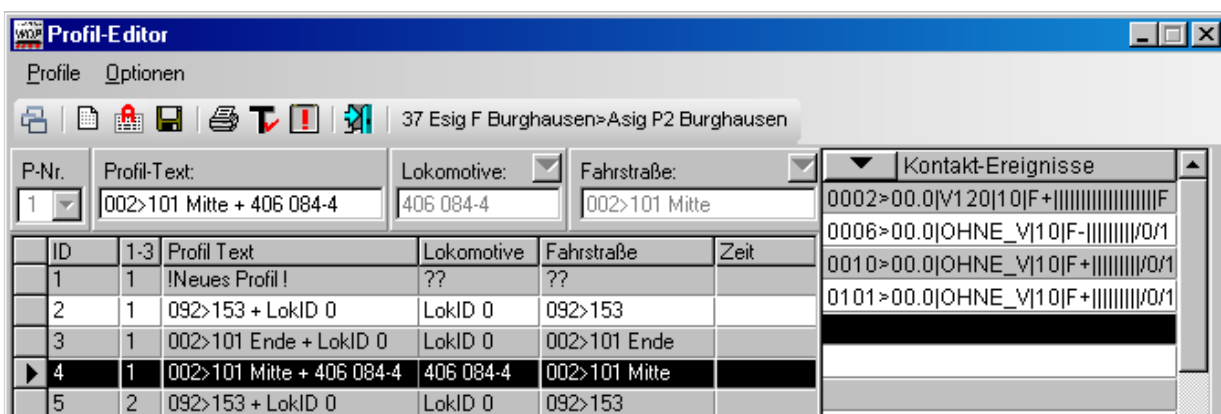 WDP Profil-Editor
Profile Optionen
37 Esig F Burghausen>Asig P2 Burghausen
P-Nr. Profil-Text: Lokomotive: Fahrstraße: Kontakt-Ereignisse
1 002>101 Mitte + 406 084-4 406 084-4 002>101 Mitte
0002>00.0|V120|10|F+||||||||||||||||||||F
0006>00.0|OHNE_V|10|F-|||||||||/0/1
ID 1-3 Profil Text Lokomotive Fahrstraße Zeit
0010>00.0|OHNE_V|10|F+|||||||||/0/1
1 1 !Neues Profil ! ?? ??
0101>00.0|OHNE_V|10|F+|||||||||/0/1
2 1 092>153 + LokID 0 LokID 0 092>153
3 1 002>101 Ende + LokID 0 LokID 0 002>101 Ende
4 1 002>101 Mitte + 406 084-4 406 084-4 002>101 Mitte
5 2 092>153 + LokID 0 LokID 0 092>153